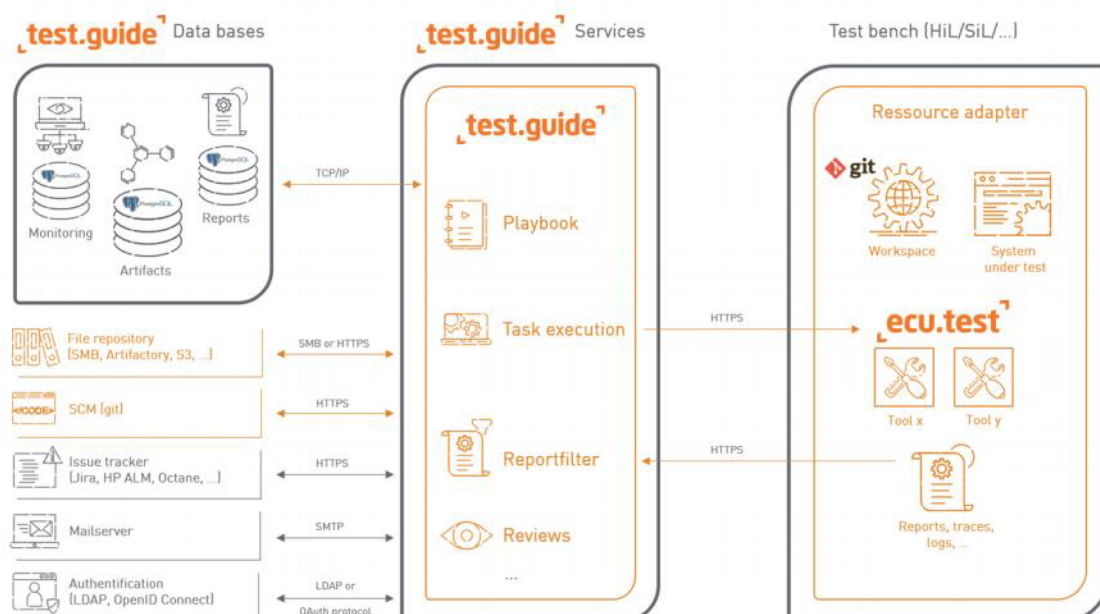 test.guide Data bases
test.guide Services
Test bench (HiL/SiL/...)
PostgreSQL
PostgreSQL
PostgreSQL
Monitoring
Artifacts
Reports
File repository
(SMB, Artifactory, S3, ...)
SCM (git)
</CODE>
Issue tracker
(Jira, HP ALM, Octane, ...)
Mailserver
Authentification
(LDAP, OpenID Connect)
TCP/IP
SMB or HTTPS
HTTPS
HTTPS
SMTP
LDAP or
OAuth protocol
test.guide
Playbook
Task execution
Reportfilter
Reviews
...
HTTPS
HTTPS
Ressource adapter
git
Workspace
System
under test
ecu.test
Tool x
Tool y
Reports, traces,
logs, ...